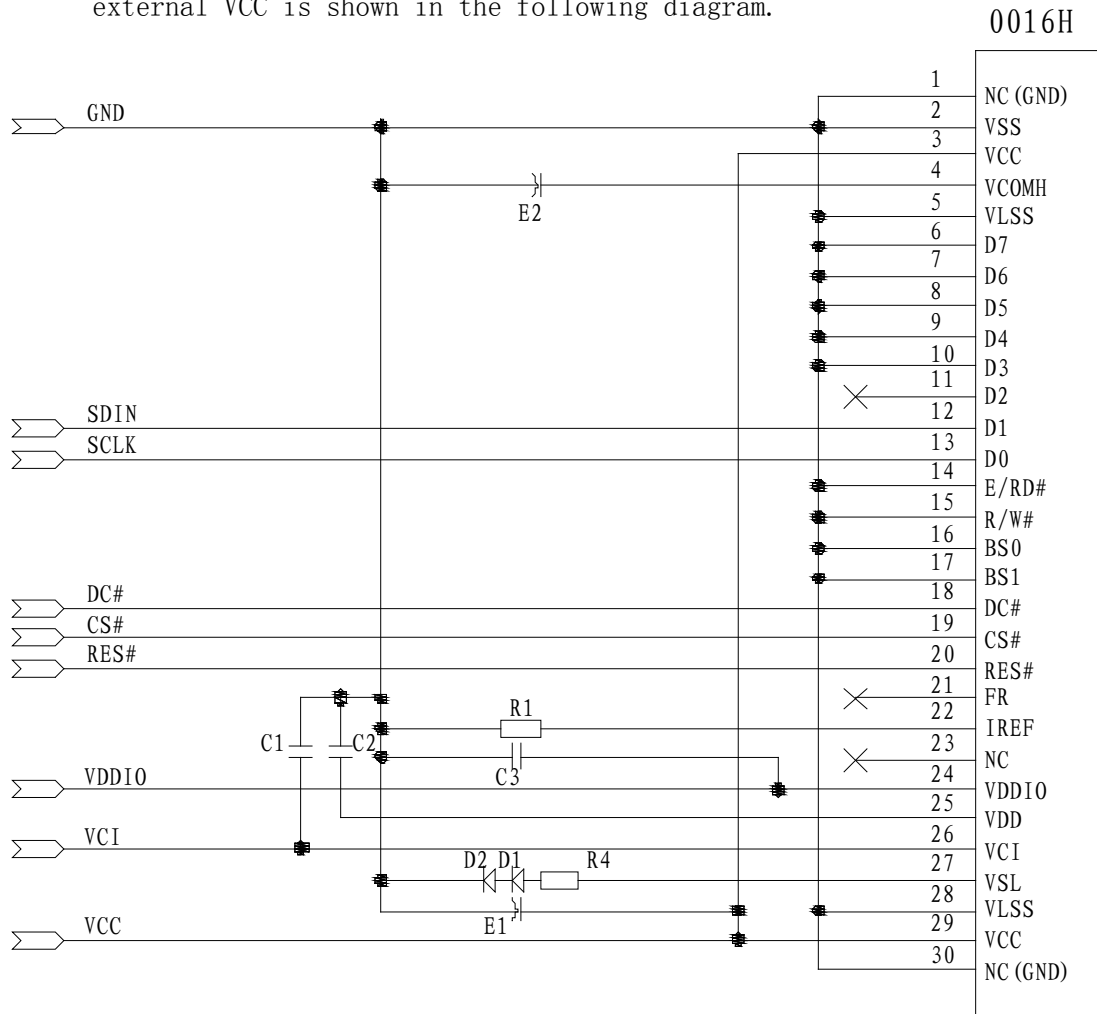 external VCC is shown in the following diagram.
0016H
1
NC(GND)
GND
2
VSS
3
VCC
4
VCOMH
E2
5
VLSS
6
D7
7
D6
8
D5
9
D4
10
D3
11
D2
SDIN
12
D1
SCLK
13
D0
14
E/RD#
15
R/W#
16
BS0
17
BS1
DC#
18
DC#
CS#
19
CS#
RES#
20
RES#
21
FR
R1
22
IREF
C1
C2
23
NC
C3
VDDIO
24
VDDIO
25
VDD
VCI
26
VCI
D2 D1 R4
27
VSL
28
VLSS
E1
VCC
29
VCC
30
NC(GND)